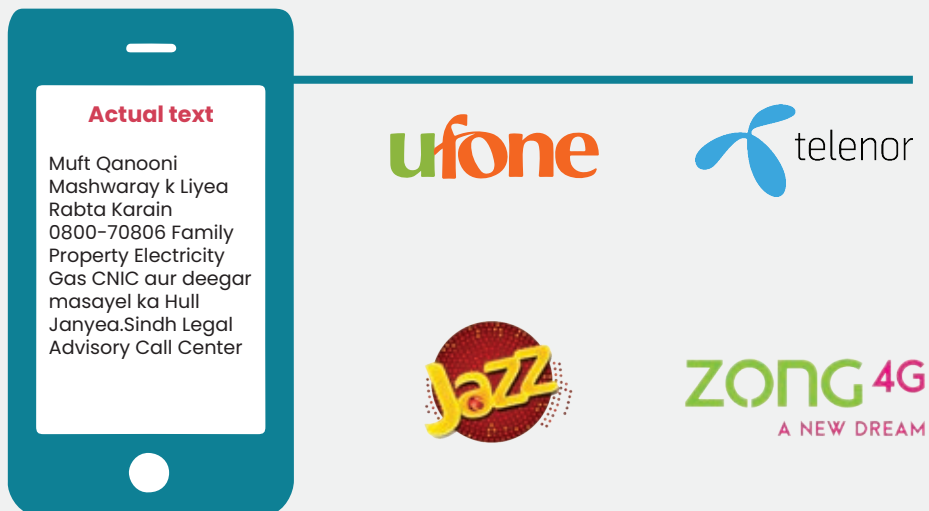 Actual text
Muft Qanooni
Mashwaray k Liyea
Rabta Karain
0800-70806 Family
Property Electricity
Gas CNIC aur deegar
masayel ka Hull
Janyea.Sindh Legal
Advisory Call Center
ufone
telenor
Jazz
ZONG 4G
A NEW DREAM